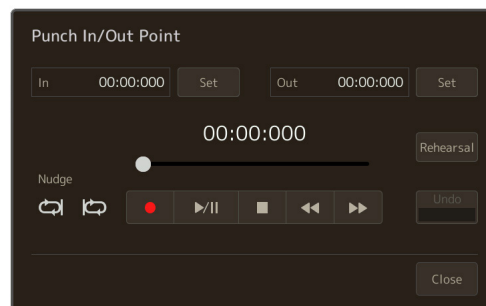 Punch In/Out Point
In 00:00:000 Set Out 00:00:000 Set
00:00:000
Rehearsal
Nudge
Undo
Close